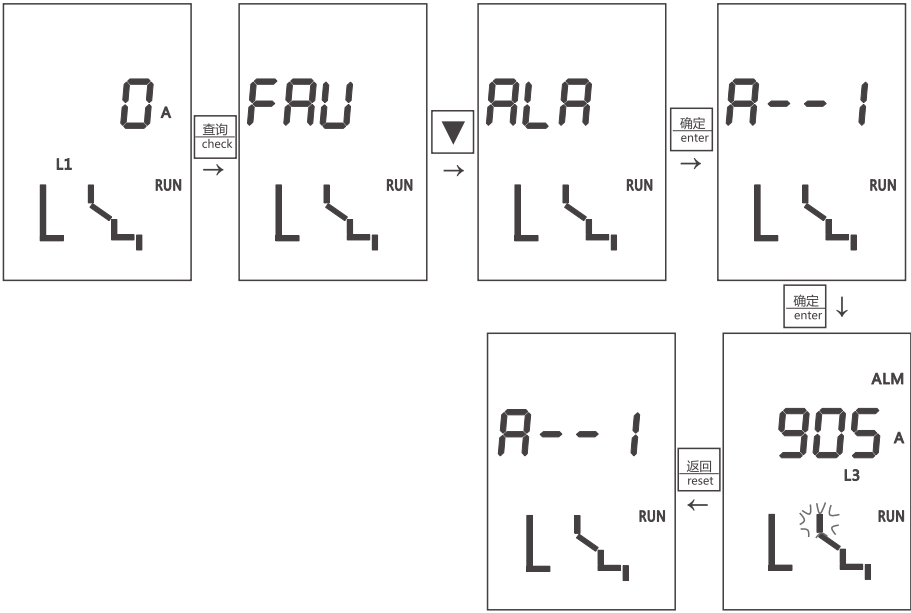 0 A
L1
RUN
查询
check
FAU
RUN
ALA
RUN
确定
enter
A--1
RUN
确定
enter
ALM
905 A
L3
RUN
返回
reset
A--1
RUN